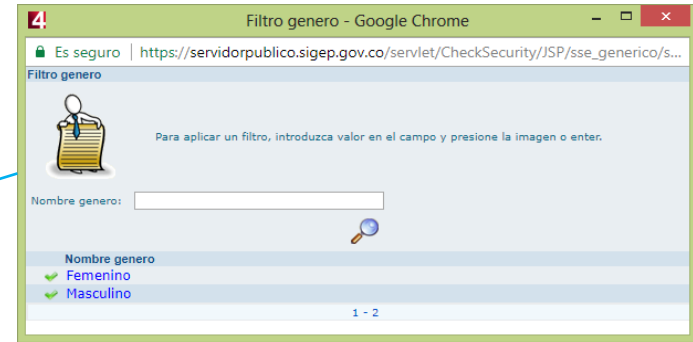 4
Filtro genero - Google Chrome
Es seguro | https://servidorpublico.sigep.gov.co/servlet/CheckSecurity/JSP/sse_generico/s...
Filtro genero
Para aplicar un filtro, introduzca valor en el campo y presione la imagen o enter.
Nombre genero:
Nombre genero
Femenino
Masculino
1 - 2